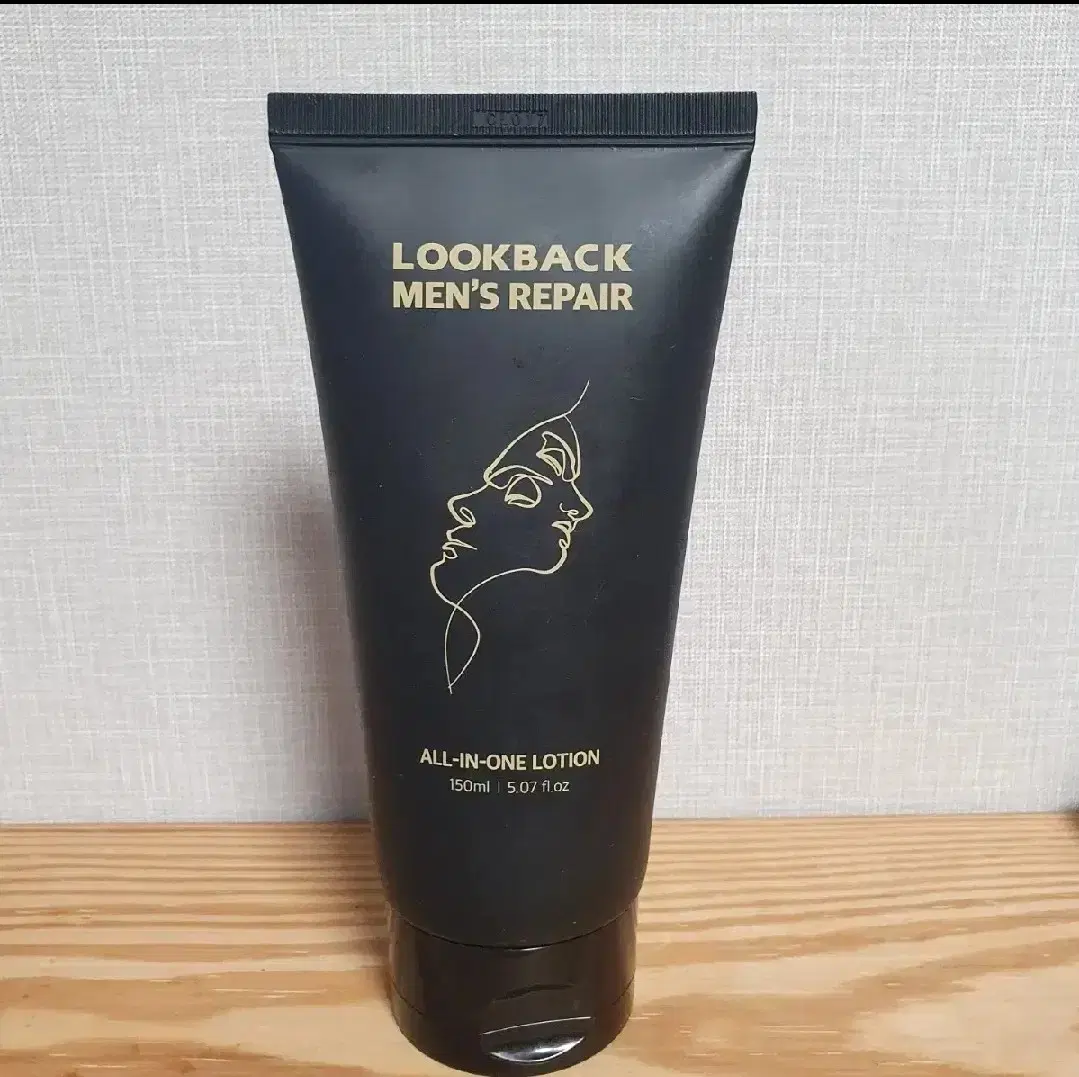 LOOKBACK
MEN'S REPAIR
ALL-IN-ONE LOTION
150ml | 5.07 fl.oz